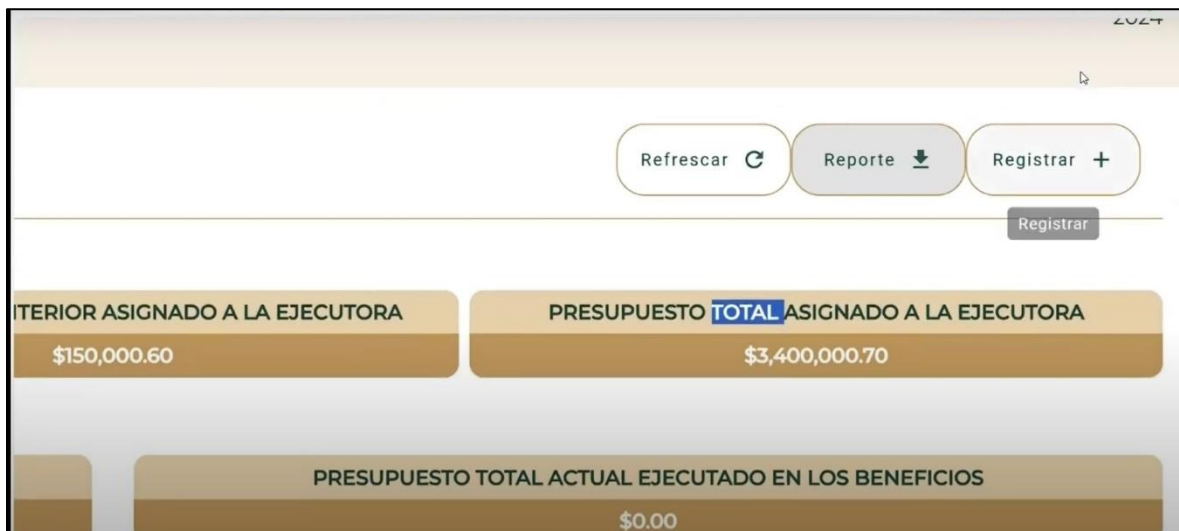 2024
Refrescar
Reporte
Registrar +
Registrar
TERIOR ASIGNADO A LA EJECUTORA
PRESUPUESTO TOTAL ASIGNADO A LA EJECUTORA
$150,000.60
$3,400,000.70
PRESUPUESTO TOTAL ACTUAL EJECUTADO EN LOS BENEFICIOS
$0.00